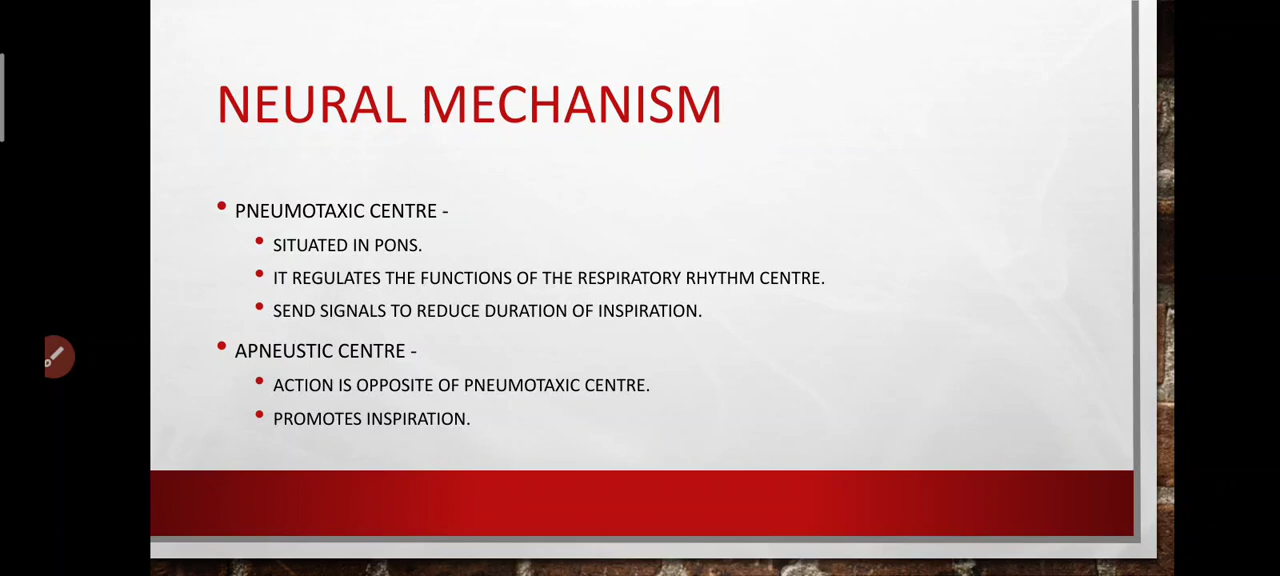 NEURAL MECHANISM
• PNEUMOTAXIC CENTRE -
• SITUATED IN PONS.
• IT REGULATES THE FUNCTIONS OF THE RESPIRATORY RHYTHM CENTRE.
• SEND SIGNALS TO REDUCE DURATION OF INSPIRATION.
• APNEUSTIC CENTRE -
• ACTION IS OPPOSITE OF PNEUMOTAXIC CENTRE.
• PROMOTES INSPIRATION.